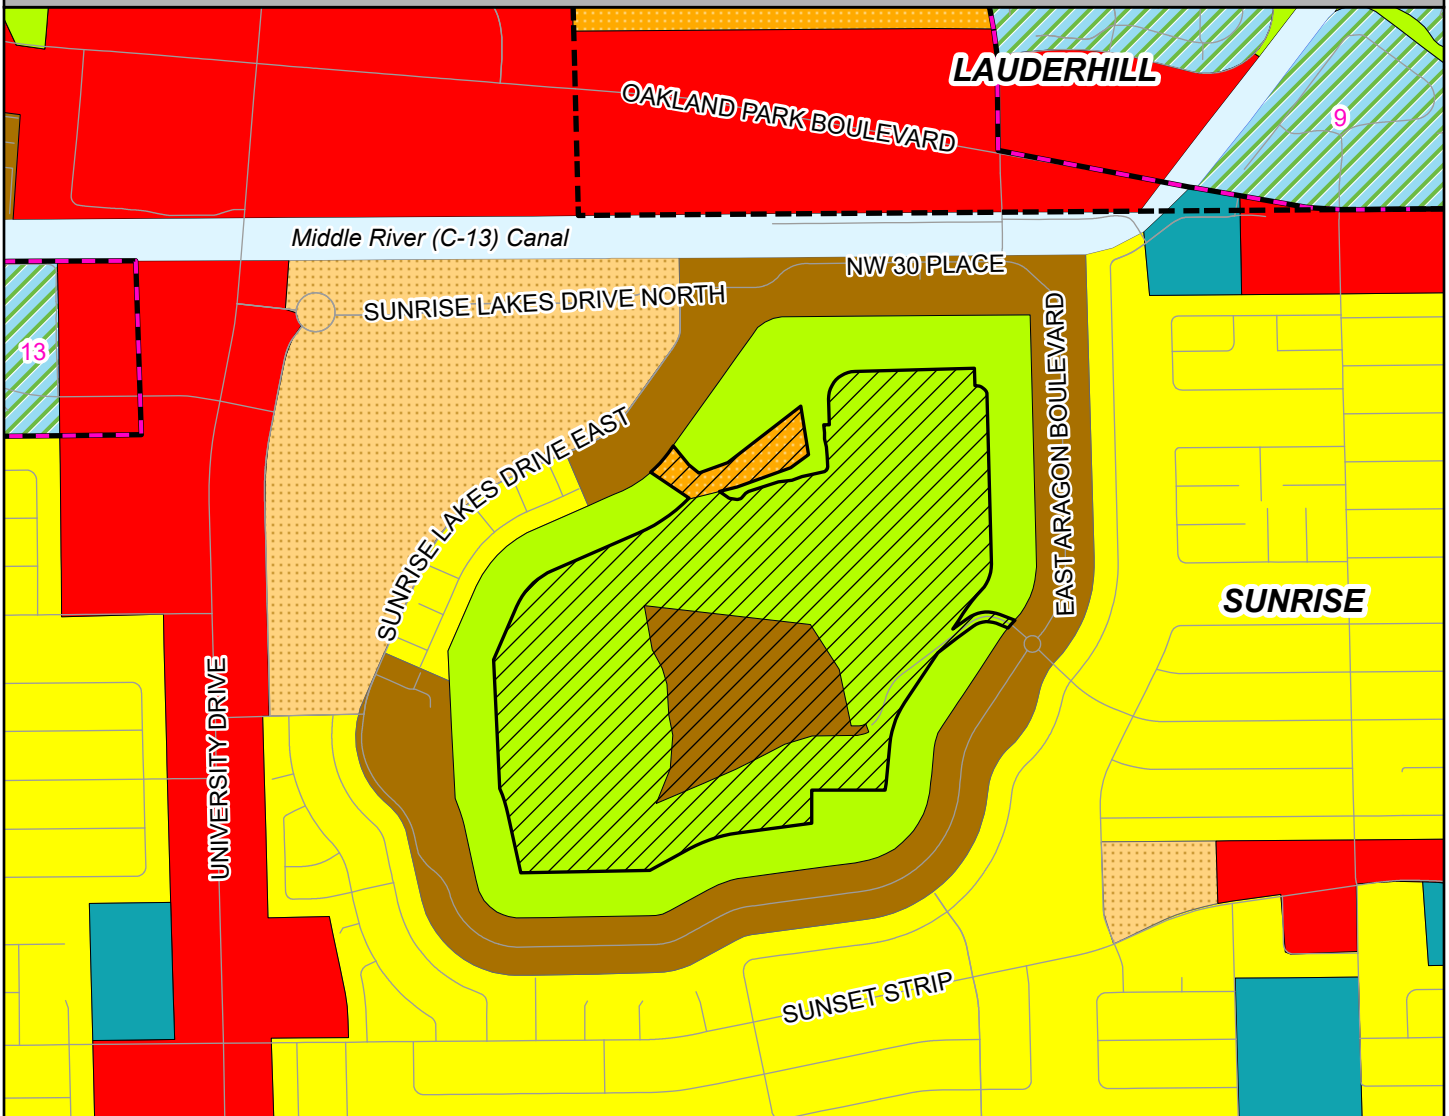 LAUDERHILL
OAKLAND PARK BOULEVARD
9
Middle River (C-13) Canal
NW 30 PLACE
SUNRISE LAKES DRIVE NORTH
13
EAST ARAGON BOULEVARD
SUNRISE LAKES DRIVE EAST
SUNRISE
UNIVERSITY DRIVE
SUNSET STRIP